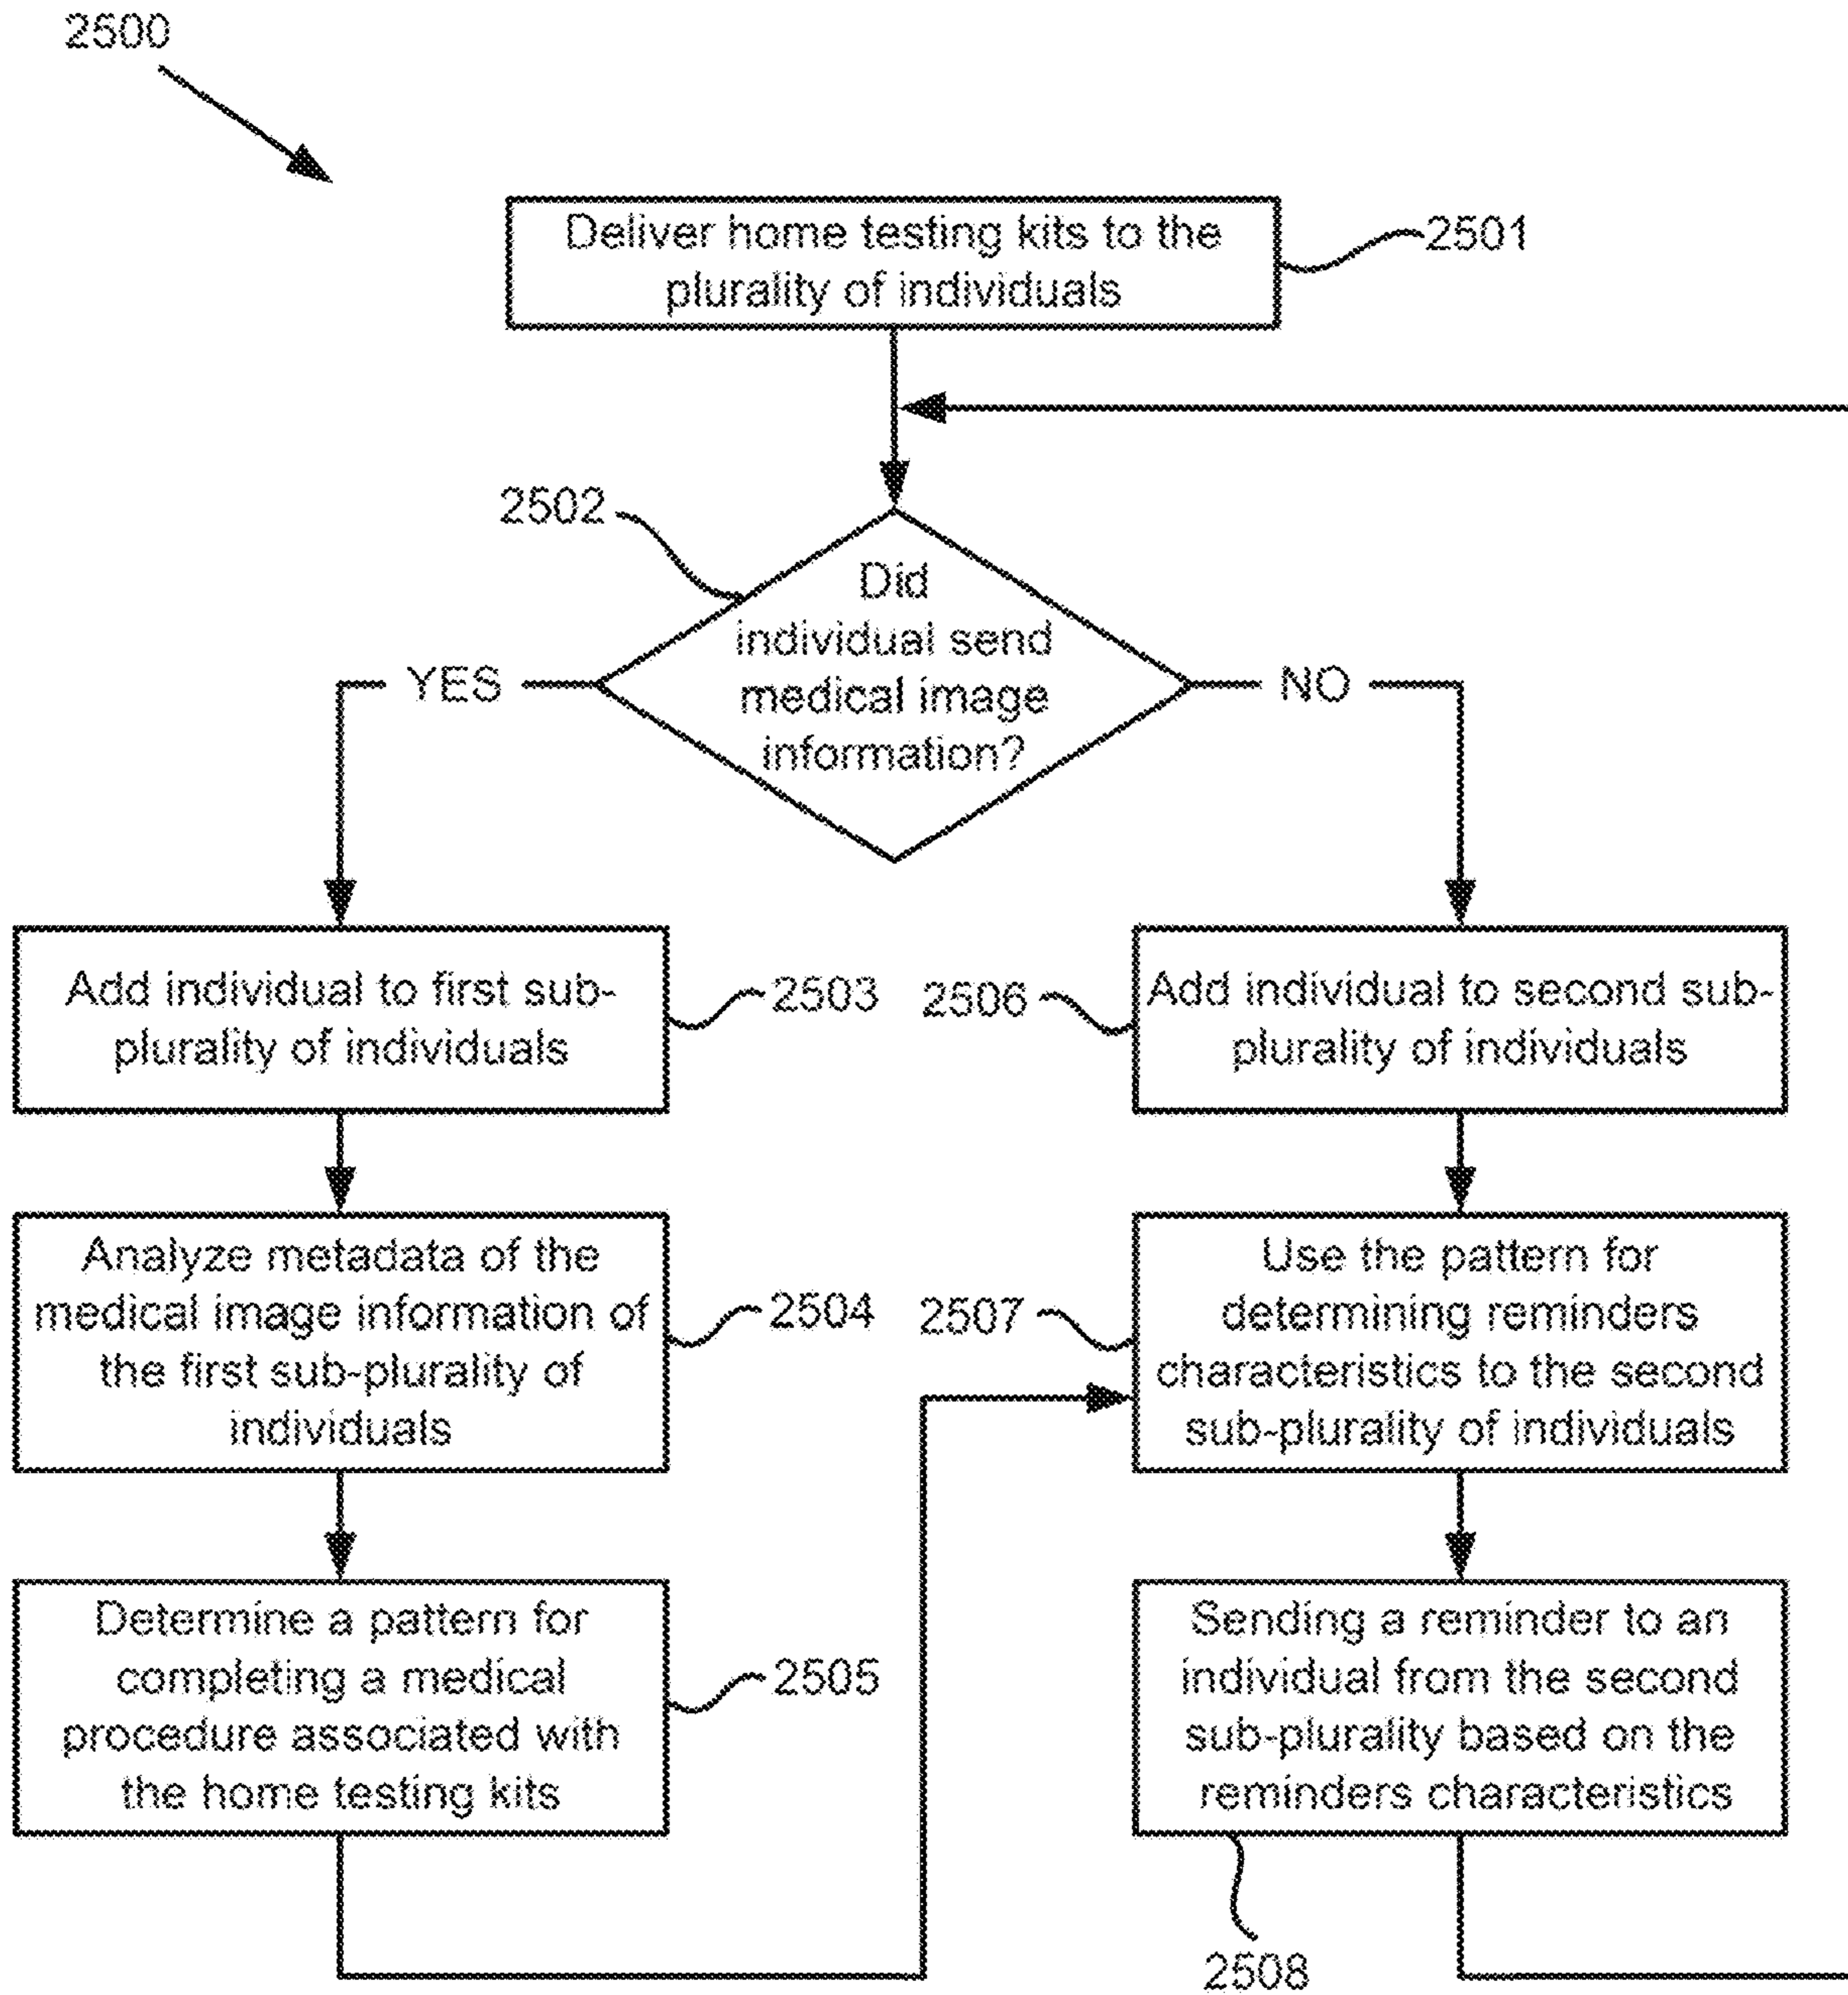 2500
Deliver home testing kits to the
plurality of individuals
2501
2502
Did
individual send
medical image
information?
YES
NO
Add individual to first sub-
plurality of individuals
2503
2506
Add individual to second sub-
plurality of individuals
Analyze metadata of the
medical image information of
the first sub-plurality of
individuals
2504
2507
Use the pattern for
determining reminders
characteristics to the second
sub-plurality of individuals
Determine a pattern for
completing a medical
procedure associated with
the home testing kits
2505
Sending a reminder to an
individual from the second
sub-plurality based on the
reminders characteristics
2508